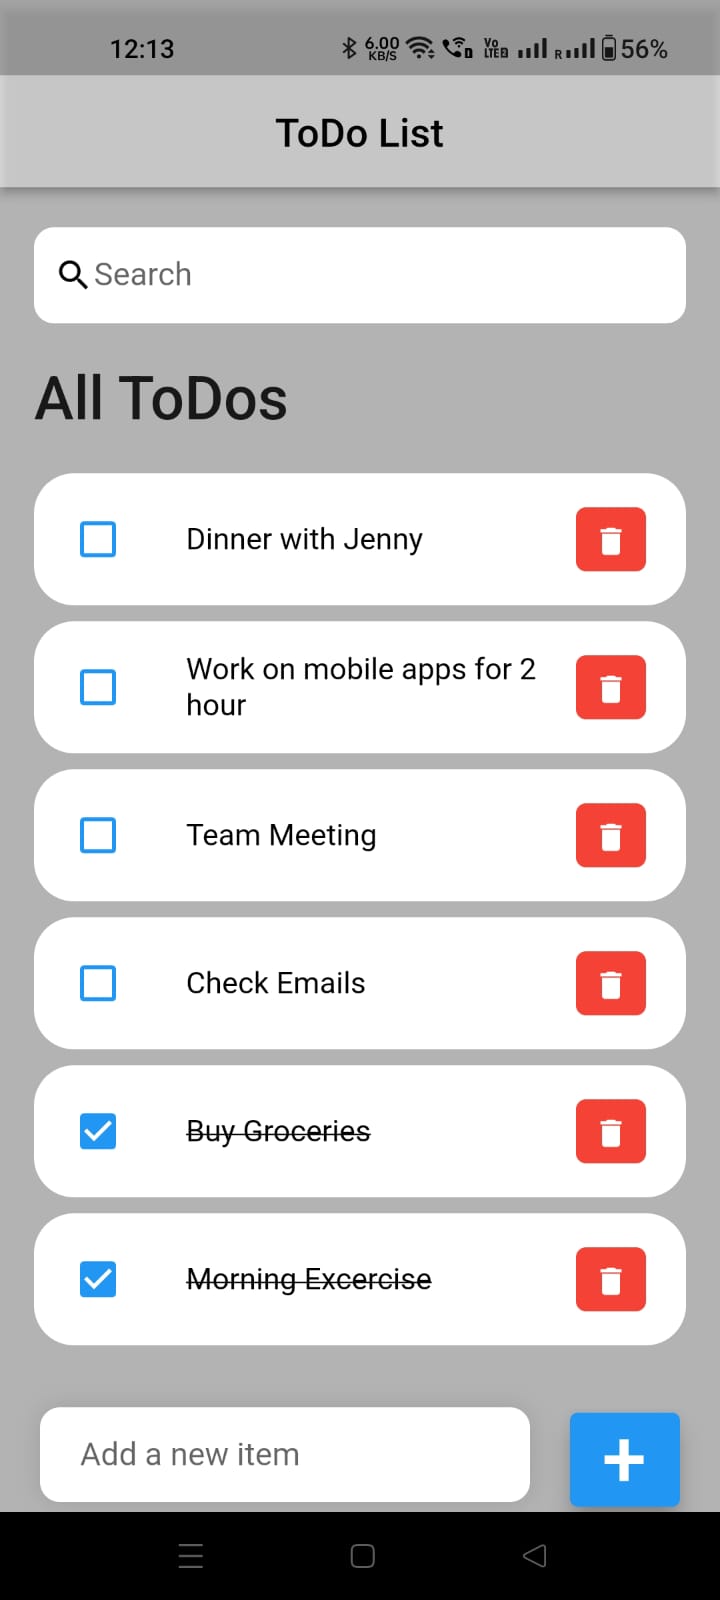 12:13
6.00
KB/S
Vo
LTE2
R
56%
ToDo List
Search
All ToDos
Dinner with Jenny
Work on mobile apps for 2
hour
Team Meeting
Check Emails
Buy Groceries
Morning Excercise
Add a new item